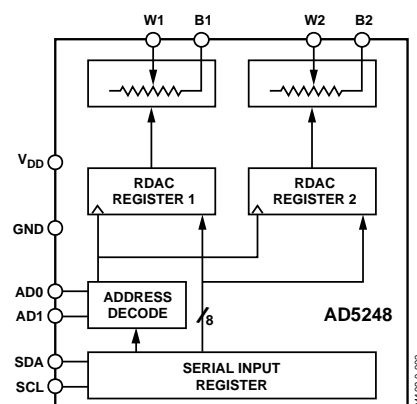 W1 B1 W2 B2
V_DD
RDAC
REGISTER 1
RDAC
REGISTER 2
GND
AD0
AD1
ADDRESS
DECODE
8
AD5248
SDA
SCL
SERIAL INPUT
REGISTER